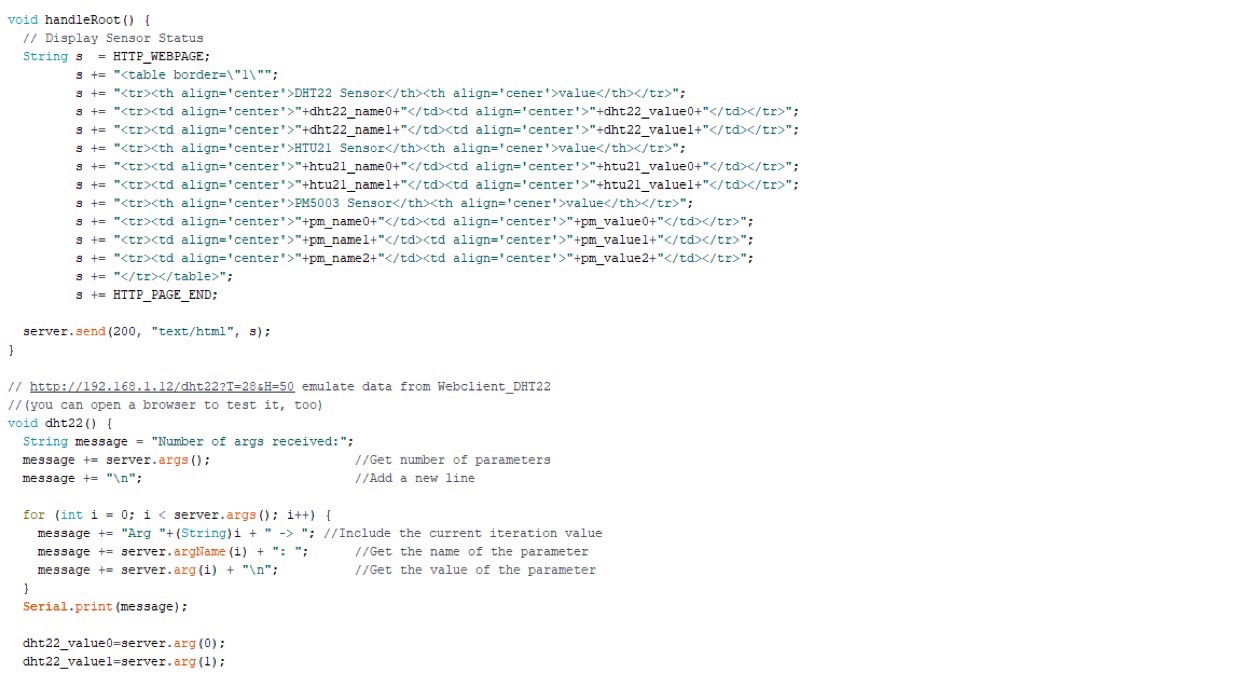 void handleRoot() {
  // Display Sensor Status
  String s  = HTTP_WEBPAGE;
         s += "<table border=\"1\"";
         s += "<tr><th align='center'>DHT22 Sensor</th><th align='cener'>value</th></tr>";
         s += "<tr><td align='center'>"+dht22_name0+"</td><td align='center'>"+dht22_value0+"</td></tr>";
         s += "<tr><td align='center'>"+dht22_name1+"</td><td align='center'>"+dht22_value1+"</td></tr>";
         s += "<tr><th align='center'>HTU21 Sensor</th><th align='cener'>value</th></tr>";
         s += "<tr><td align='center'>"+htu21_name0+"</td><td align='center'>"+htu21_value0+"</td></tr>";
         s += "<tr><td align='center'>"+htu21_name1+"</td><td align='center'>"+htu21_value1+"</td></tr>";
         s += "<tr><th align='center'>PM5003 Sensor</th><th align='cener'>value</th></tr>";
         s += "<tr><td align='center'>"+pm_name0+"</td><td align='center'>"+pm_value0+"</td></tr>";
         s += "<tr><td align='center'>"+pm_name1+"</td><td align='center'>"+pm_value1+"</td></tr>";
         s += "<tr><td align='center'>"+pm_name2+"</td><td align='center'>"+pm_value2+"</td></tr>";
         s += "</tr></table>";
         s += HTTP_PAGE_END;

  server.send(200, "text/html", s);
}

// http://192.168.1.12/dht22?T=28&H=50 emulate data from Webclient_DHT22
//(you can open a browser to test it, too)
void dht22() {
  String message = "Number of args received:";
  message += server.args();                   //Get number of parameters
  message += "\n";                            //Add a new line

  for (int i = 0; i < server.args(); i++) {
    message += "Arg "+(String)i + " -> "; //Include the current iteration value
    message += server.argName(i) + ": ";      //Get the name of the parameter
    message += server.arg(i) + "\n";          //Get the value of the parameter
  }
  Serial.print(message);

  dht22_value0=server.arg(0);
  dht22_value1=server.arg(1);